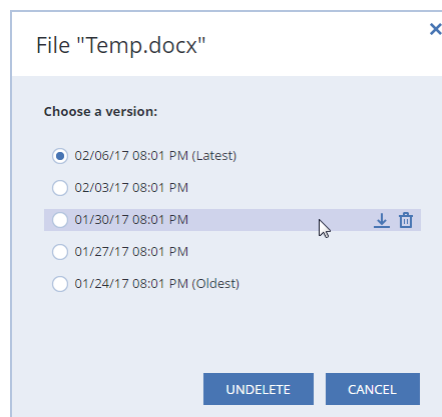 File "Temp.docx"
Choose a version:
02/06/17 08:01 PM (Latest)
02/03/17 08:01 PM
01/30/17 08:01 PM
01/27/17 08:01 PM
01/24/17 08:01 PM (Oldest)
UNDELETE CANCEL